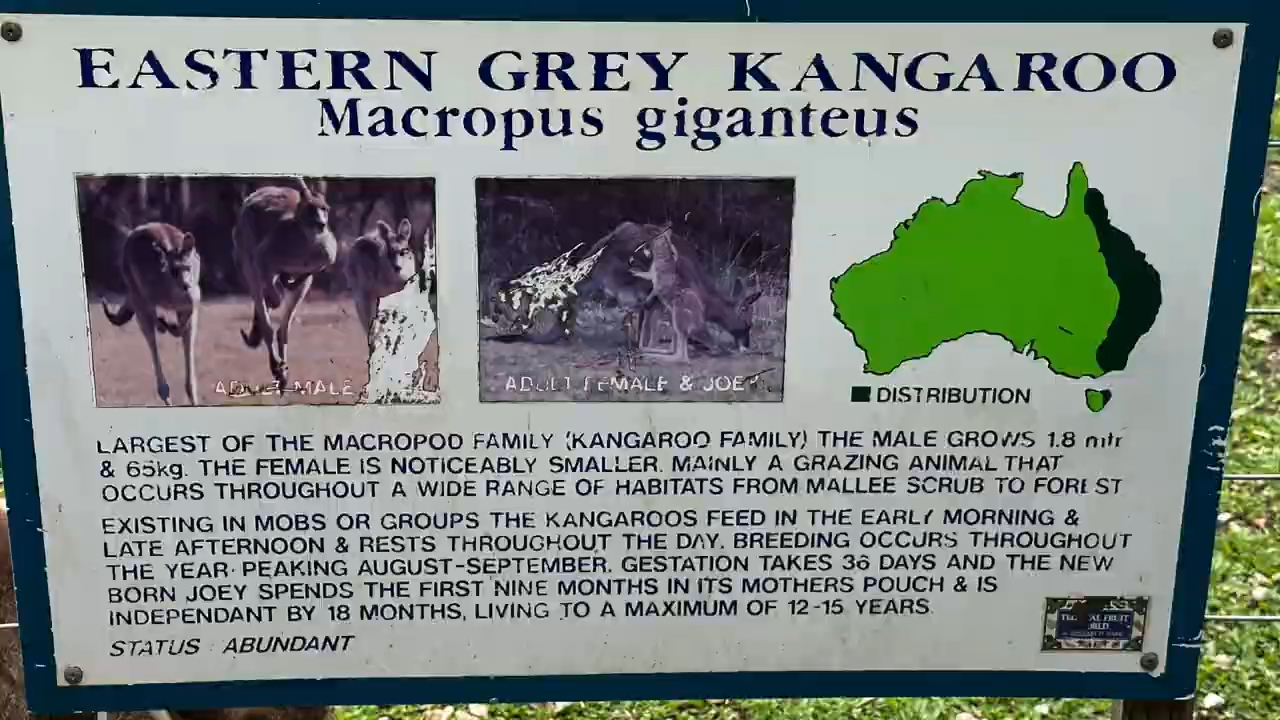 EASTERN GREY KANGAROO
Macropus giganteus
ADULT MALE
ADULT FEMALE & JOEY
DISTRIBUTION
LARGEST OF THE MACROPOD FAMILY (KANGAROO FAMILY) THE MALE GROWS 1.8 mtr
& 65kg. THE FEMALE IS NOTICEABLY SMALLER. MAINLY A GRAZING ANIMAL THAT
OCCURS THROUGHOUT A WIDE RANGE OF HABITATS FROM MALLEE SCRUB TO FOREST
EXISTING IN MOBS OR GROUPS THE KANGAROOS FEED IN THE EARLY MORNING &
LATE AFTERNOON & RESTS THROUGHOUT THE DAY. BREEDING OCCURS THROUGHOUT
THE YEAR. PEAKING AUGUST-SEPTEMBER. GESTATION TAKES 36 DAYS AND THE NEW
BORN JOEY SPENDS THE FIRST NINE MONTHS IN ITS MOTHERS POUCH & IS
INDEPENDANT BY 18 MONTHS, LIVING TO A MAXIMUM OF 12-15 YEARS.
STATUS : ABUNDANT
FRUIT